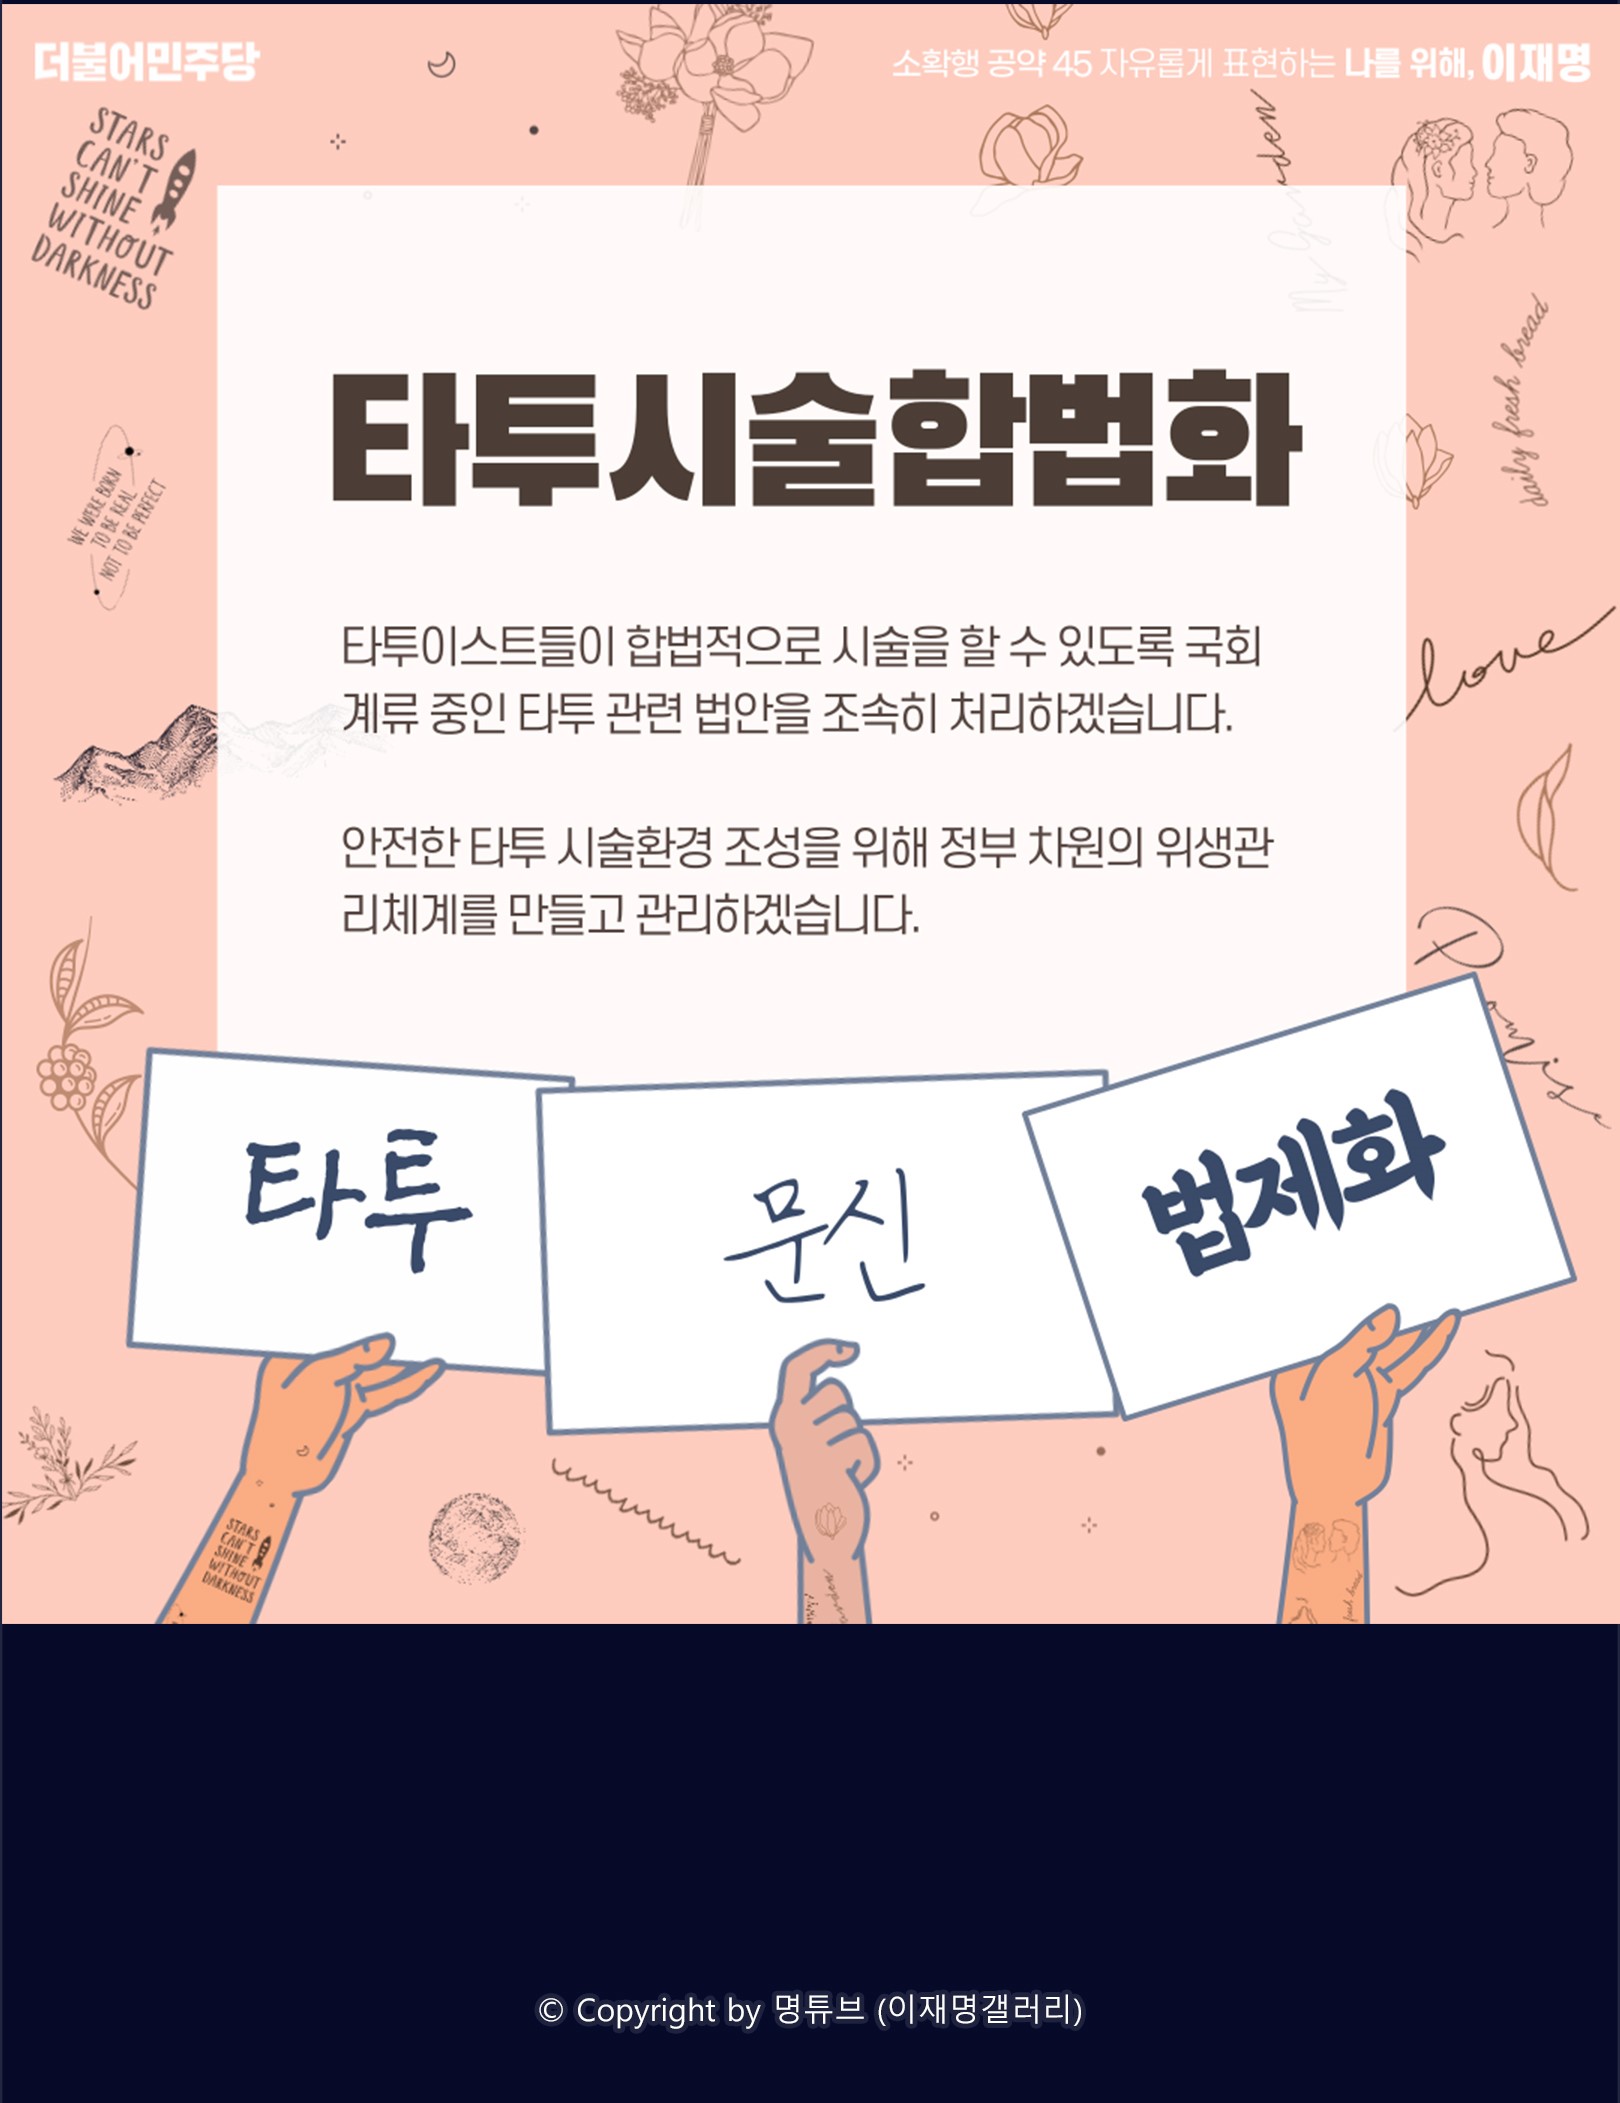 더불어민주당
소확행 공약 45 자유롭게 표현하는 나를 위해, 이재명
STARS
CAN'T
SHINE
WITHOUT
DARKNESS
My Garden
daily fresh bread
타투시술합법화
WE WERE BORN
TO BE REAL
NOT TO BE PERFECT
타투이스트들이 합법적으로 시술을 할 수 있도록 국회
계류 중인 타투 관련 법안을 조속히 처리하겠습니다.
love
안전한 타투 시술환경 조성을 위해 정부 차원의 위생관
리체계를 만들고 관리하겠습니다.
타투
문신
법제화
STARS
CAN'T
SHINE
WITHOUT
DARKNESS
© Copyright by 명튜브 (이재명갤러리)